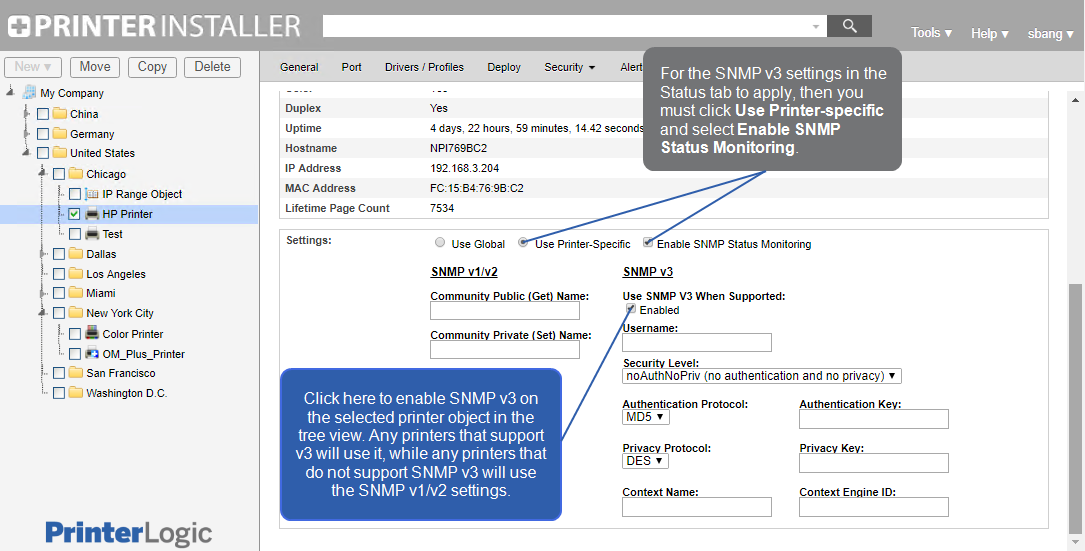 PRINTER INSTALLER
Tools ▼ Help ▼ sbang ▼
New ▼ Move Copy Delete
General Port Drivers / Profiles Deploy Security ▼ Alert
My Company
China
Germany
United States
Chicago
IP Range Object
HP Printer
Test
Dallas
Los Angeles
Miami
New York City
Color Printer
OM_Plus_Printer
San Francisco
Washington D.C.
PrinterLogic
Duplex Yes
Uptime 4 days, 22 hours, 59 minutes, 14.42 seconds
Hostname NPI769BC2
IP Address 192.168.3.204
MAC Address FC:15:B4:76:9B:C2
Lifetime Page Count 7534
For the SNMP v3 settings in the
Status tab to apply, then you
must click Use Printer-specific
and select Enable SNMP
Status Monitoring.
Settings: Use Global Use Printer-Specific Enable SNMP Status Monitoring
SNMP v1/v2
Community Public (Get) Name:
Community Private (Set) Name:
SNMP v3
Use SNMP V3 When Supported:
Enabled
Username:
Security Level:
noAuthNoPriv (no authentication and no privacy) ▼
Authentication Protocol: Authentication Key:
MD5 ▼
Privacy Protocol: Privacy Key:
DES ▼
Context Name: Context Engine ID:
Click here to enable SNMP v3 on
the selected printer object in the
tree view. Any printers that support
v3 will use it, while any printers that
do not support SNMP v3 will use
the SNMP v1/v2 settings.